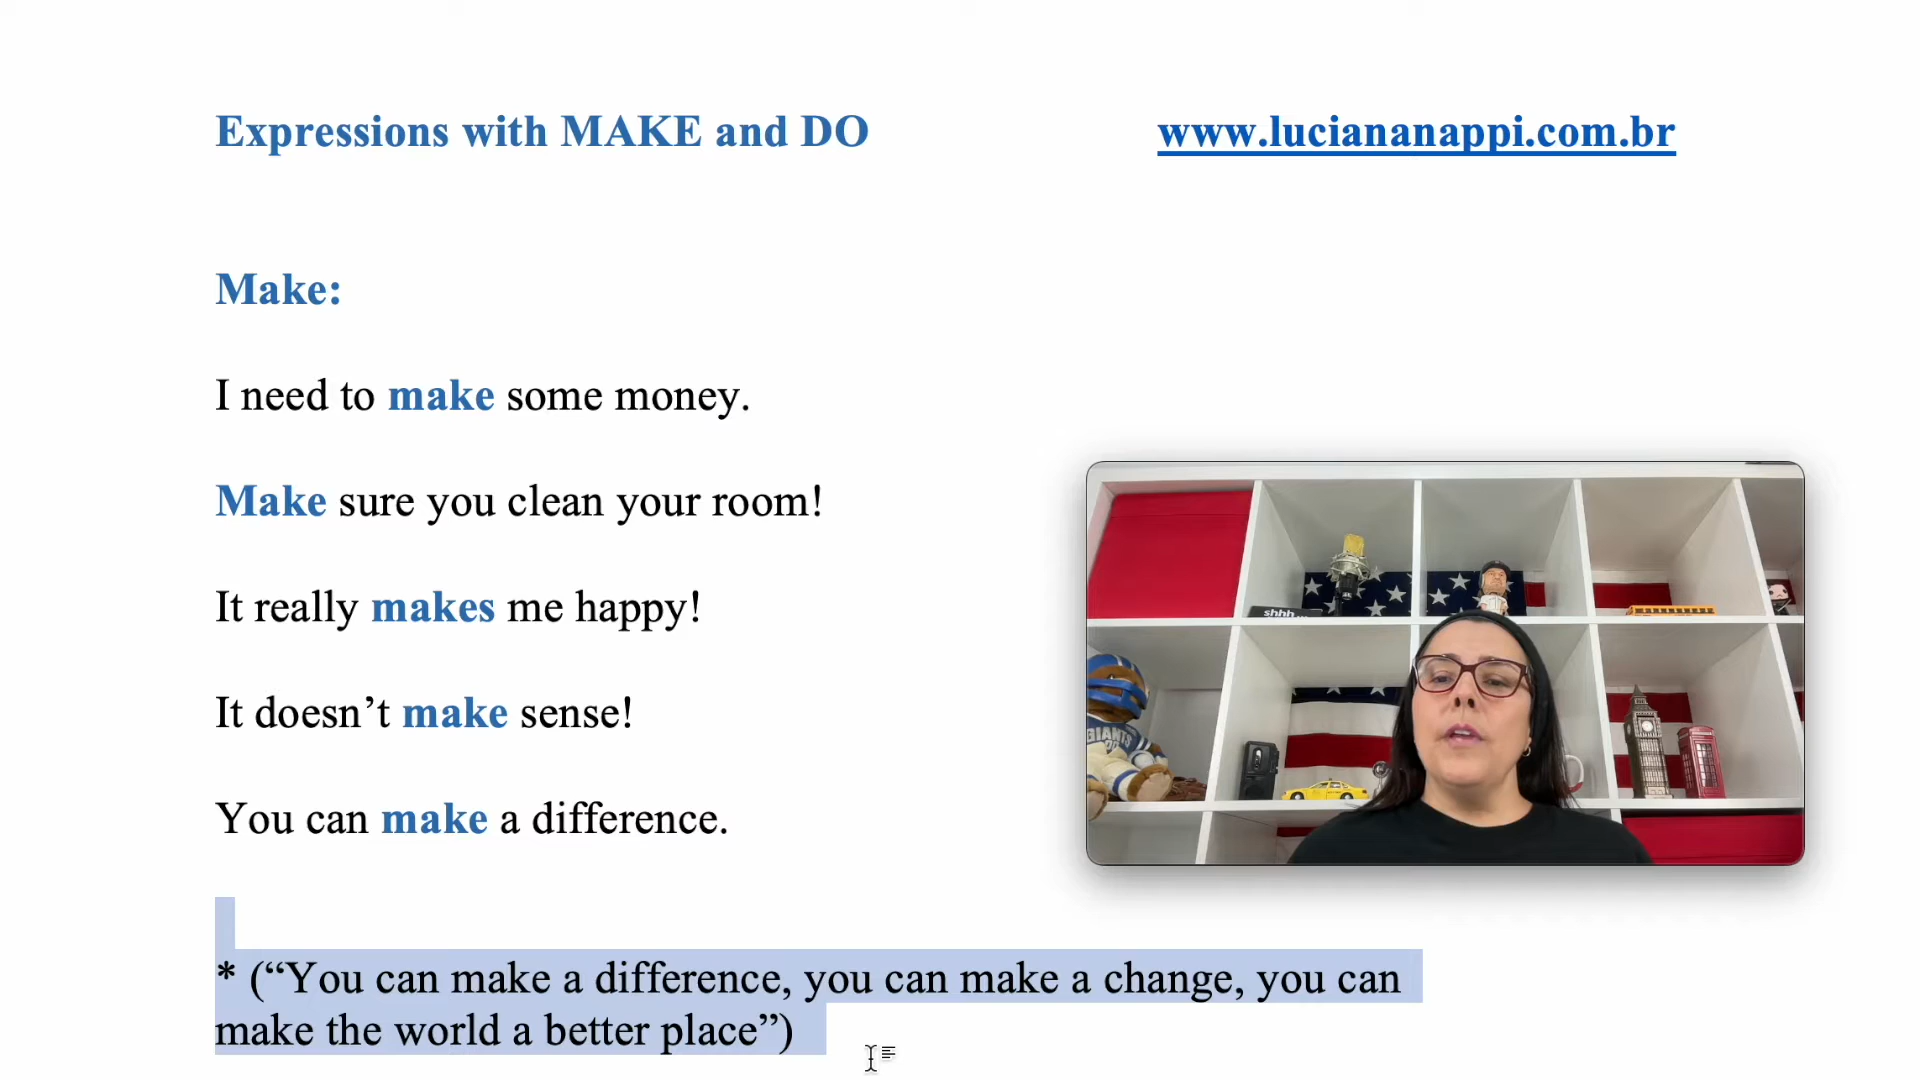 Expressions with MAKE and DO
www.luciananappi.com.br
Make:
I need to make some money.
Make sure you clean your room!
It really makes me happy!
It doesn’t make sense!
You can make a difference.
* (“You can make a difference, you can make a change, you can
make the world a better place”)
shhh...
GIANTS